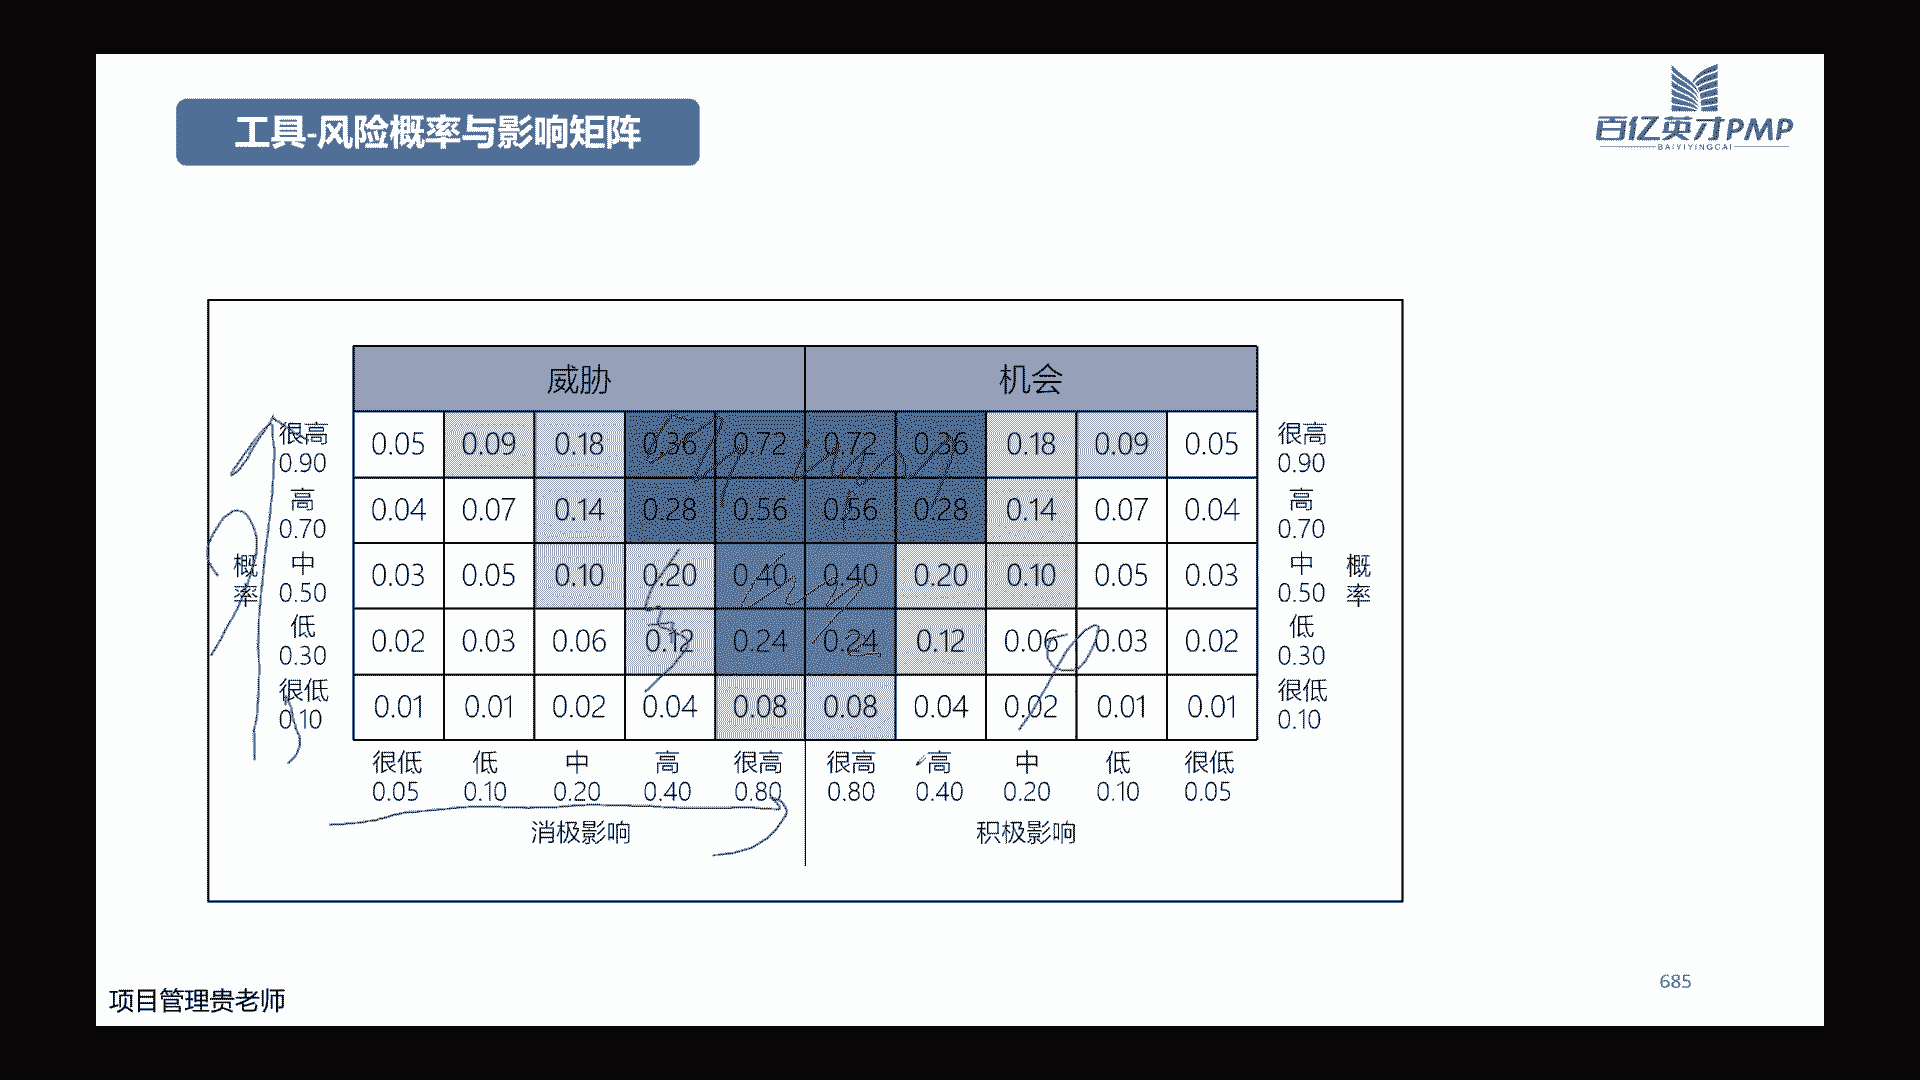 工具-风险概率与影响矩阵
百亿英才PMP
BAIYIYINGCAI
威胁 机会
很高 0.90 0.05 0.09 0.18 0.36 0.72 0.72 0.36 0.18 0.09 0.05 很高 0.90
高 0.70 0.04 0.07 0.14 0.28 0.56 0.56 0.28 0.14 0.07 0.04 高 0.70
概率 中 0.50 0.03 0.05 0.10 0.20 0.40 0.40 0.20 0.10 0.05 0.03 中 0.50 概率
低 0.30 0.02 0.03 0.06 0.12 0.24 0.24 0.12 0.06 0.03 0.02 低 0.30
很低 0.10 0.01 0.01 0.02 0.04 0.08 0.08 0.04 0.02 0.01 0.01 很低 0.10
很低 低 中 高 很高 很高 高 中 低 很低
0.05 0.10 0.20 0.40 0.80 0.80 0.40 0.20 0.10 0.05
消极影响 积极影响
685
项目管理贵老师